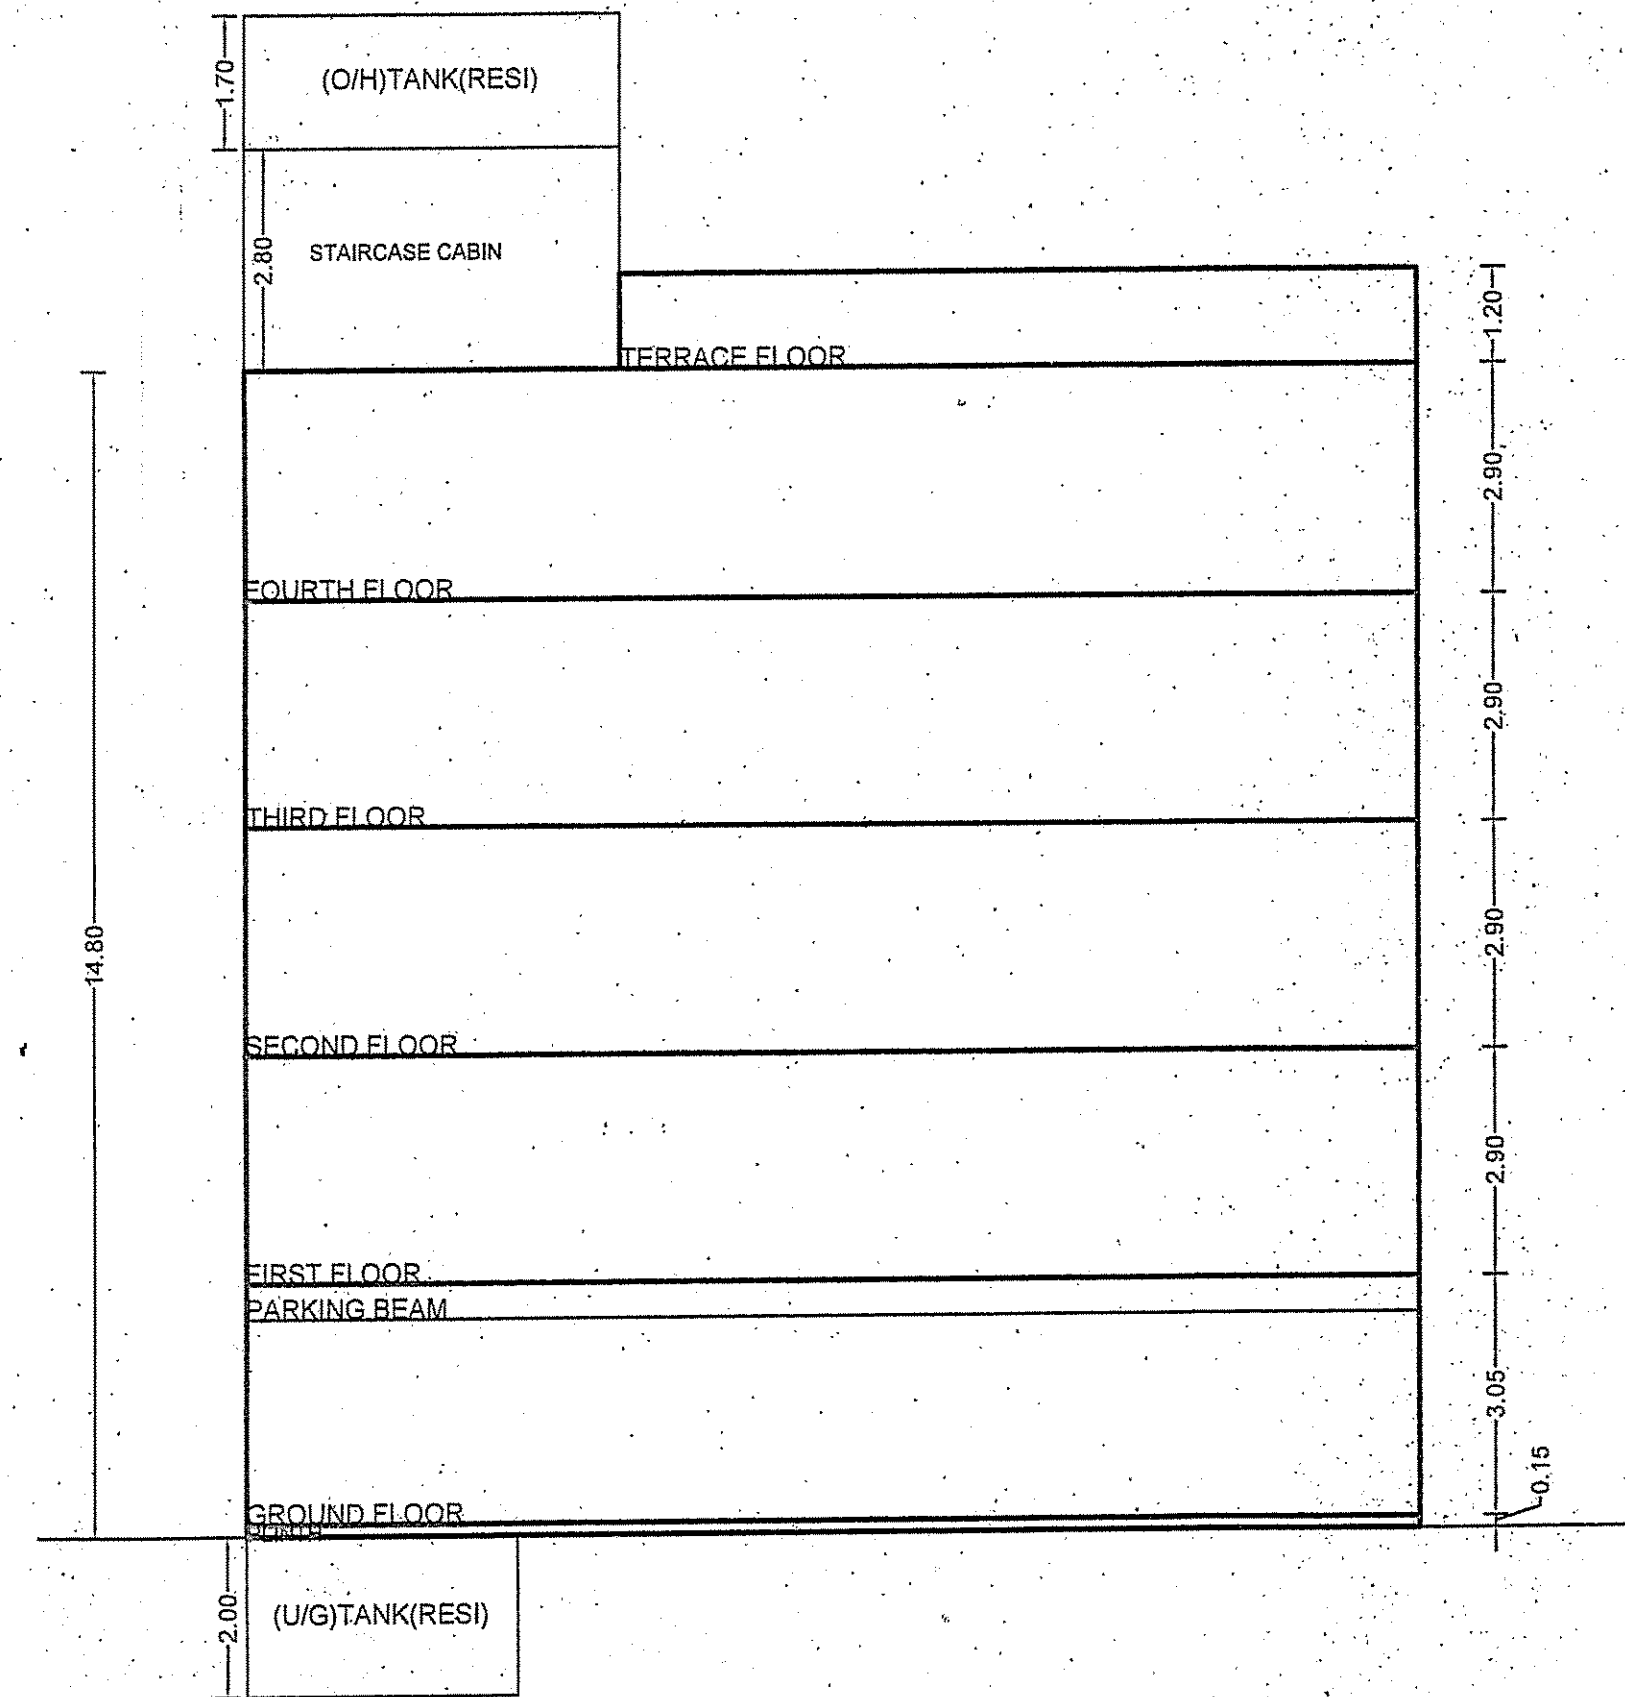 1.70
(O/H)TANK(RESI)
2.80
STAIRCASE CABIN
1.20
TERRACE FLOOR
2.90
FOURTH FLOOR
2.90
THIRD FLOOR
14.80
2.90
SECOND FLOOR
2.90
FIRST FLOOR
PARKING BEAM
3.05
0.15
GROUND FLOOR
PLINTH
2.00
(U/G)TANK(RESI)